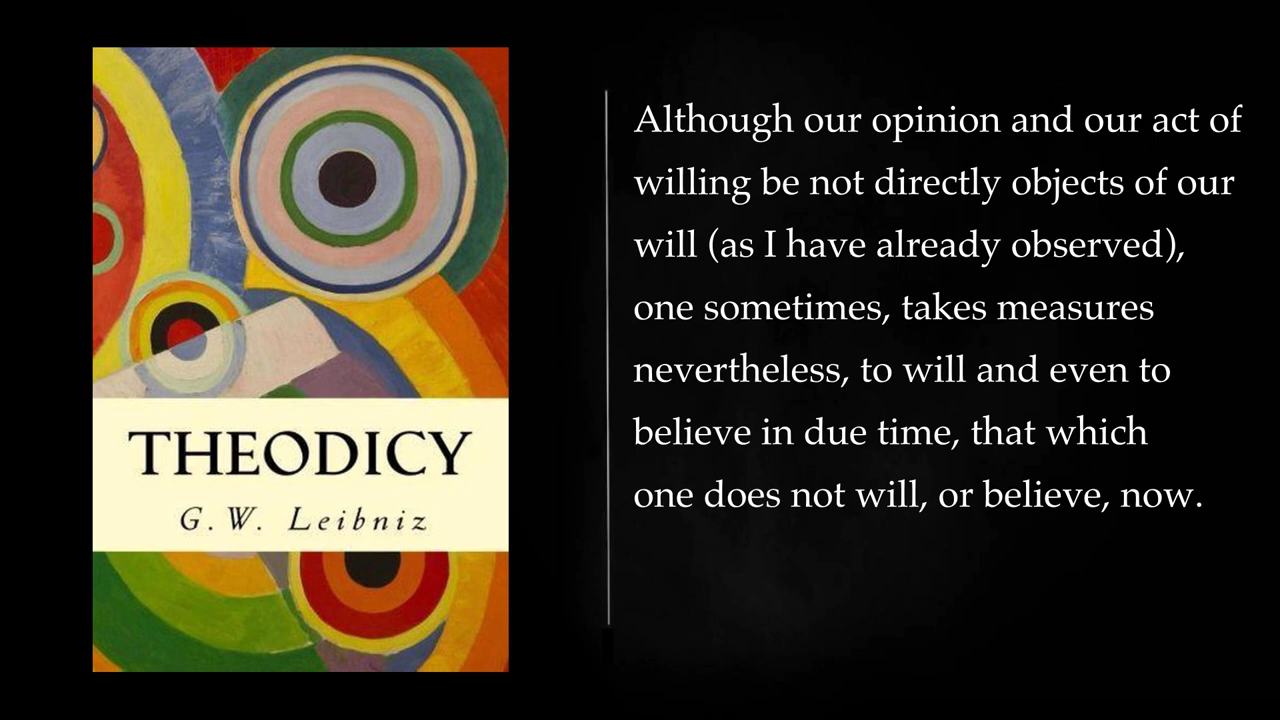 THEODICY
G. W. Leibniz
Although our opinion and our act of
willing be not directly objects of our
will (as I have already observed),
one sometimes, takes measures
nevertheless, to will and even to
believe in due time, that which
one does not will, or believe, now.